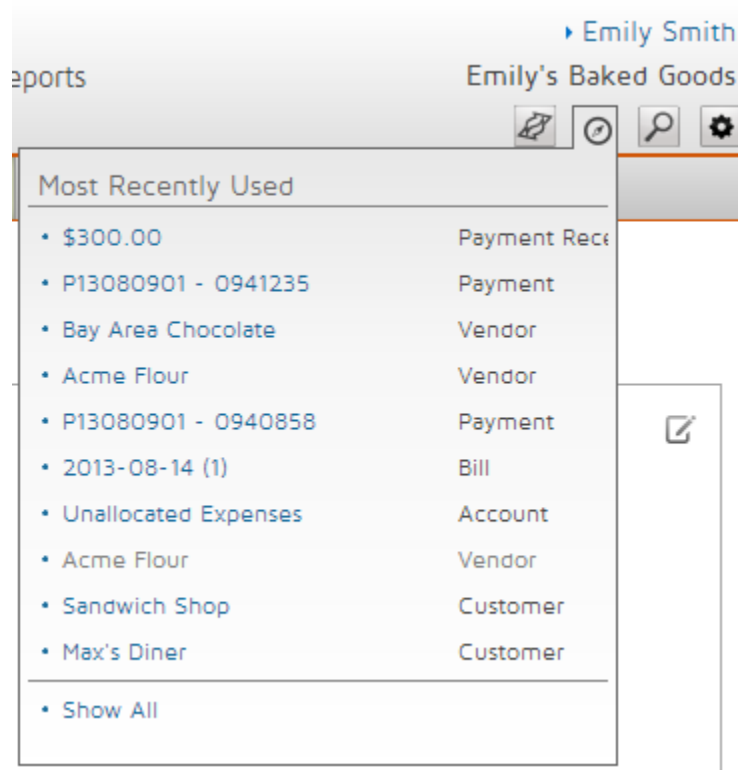 Emily Smith
eports
Emily's Baked Goods
Most Recently Used
• $300.00 Payment Rece
• P13080901 - 0941235 Payment
• Bay Area Chocolate Vendor
• Acme Flour Vendor
• P13080901 - 0940858 Payment
• 2013-08-14 (1) Bill
• Unallocated Expenses Account
• Acme Flour Vendor
• Sandwich Shop Customer
• Max's Diner Customer
• Show All